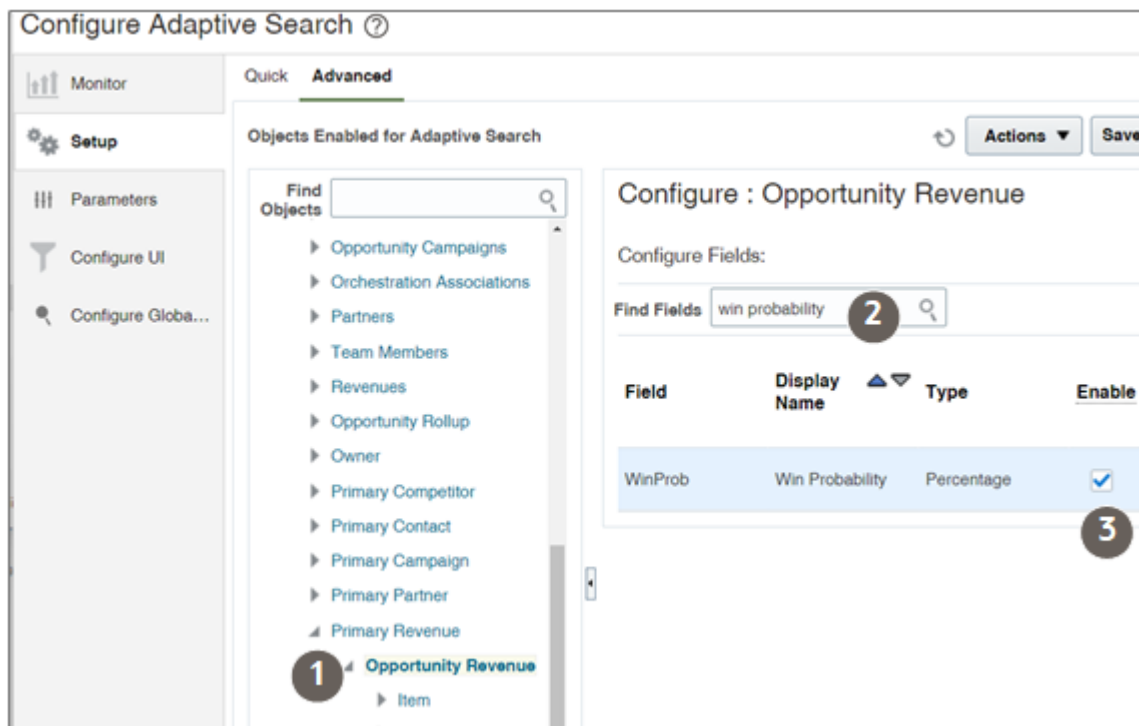 Configure Adaptive Search ?
Monitor
Setup
Parameters
Configure UI
Configure Globa...
Quick Advanced
Objects Enabled for Adaptive Search
Actions Save
Find Objects
Opportunity Campaigns
Orchestration Associations
Partners
Team Members
Revenues
Opportunity Rollup
Owner
Primary Competitor
Primary Contact
Primary Campaign
Primary Partner
Primary Revenue
1 Opportunity Revenue
Item
Configure : Opportunity Revenue
Configure Fields:
Find Fields win probability 2
Field Display Name Type Enable
WinProb Win Probability Percentage
3